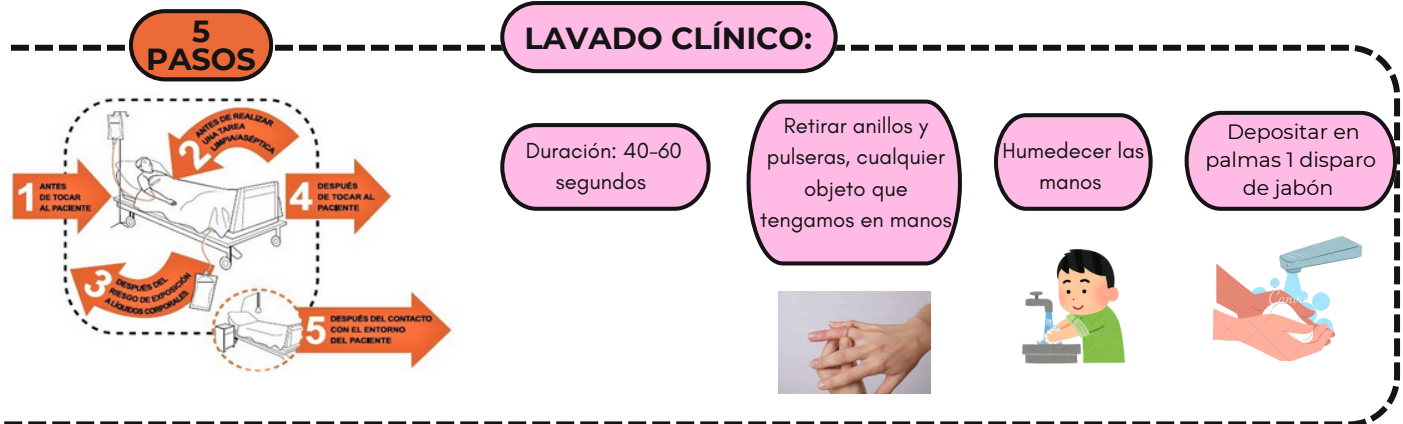 5
PASOS
LAVADO CLÍNICO:
1 ANTES
DE TOCAR
AL PACIENTE
2 ANTES DE REALIZAR
UNA TAREA
LIMPIA/ASÉPTICA
3 DESPUÉS DEL
RIESGO DE EXPOSICIÓN
A LÍQUIDOS CORPORALES
4 DESPUÉS
DE TOCAR AL
PACIENTE
5 DESPUÉS DEL CONTACTO
CON EL ENTORNO
DEL PACIENTE
Duración: 40-60
segundos
Retirar anillos y
pulseras, cualquier
objeto que
tengamos en manos
Humedecer las
manos
Depositar en
palmas 1 disparo
de jabón
Canva